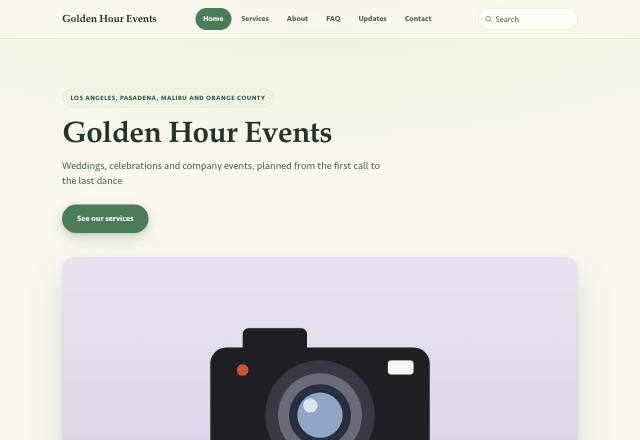 Golden Hour Events
Home
Services
About
FAQ
Updates
Contact
Search
LOS ANGELES, PASADENA, MALIBU AND ORANGE COUNTY
Golden Hour Events
Weddings, celebrations and company events, planned from the first call to
the last dance
See our services